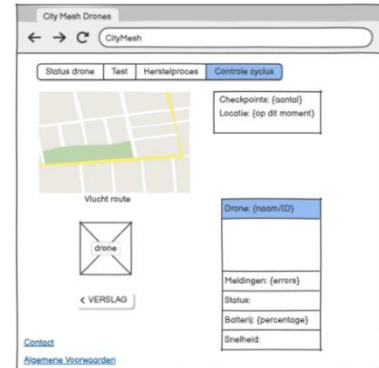 City Mesh Drones
CityMesh
Status drone Test Herstelproces Controle cyclus
Checkpoints: {aantal}
Locatie: {op dit moment}
Vlucht route
Drone: {naam/ID}
drone
Meldingen: {errors}
< VERSLAG
Status:
Batterij: {percentage}
Snelheid:
Contact
Algemene Voorwaarden